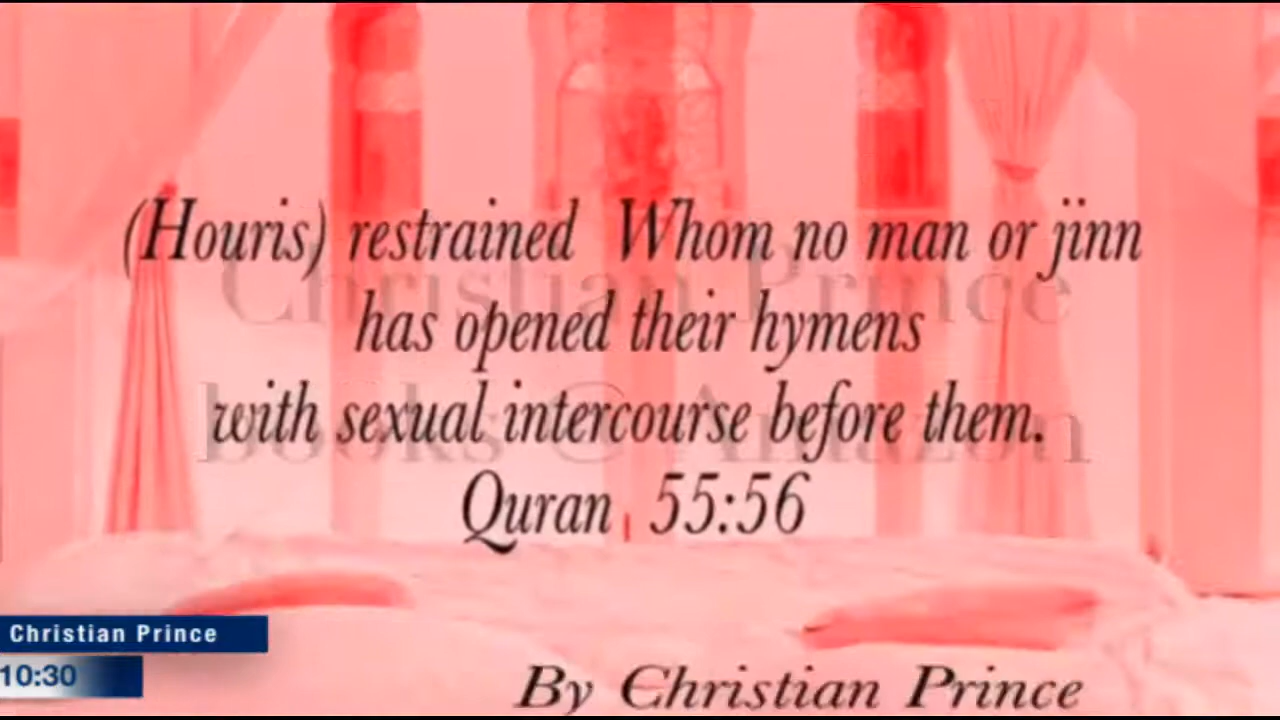 (Houris) restrained Whom no man or jinn
Christian Prince
has opened their hymens
with sexual intercourse before them.
books @ Amazon
Quran 55:56
Christian Prince
10:30
By Christian Prince